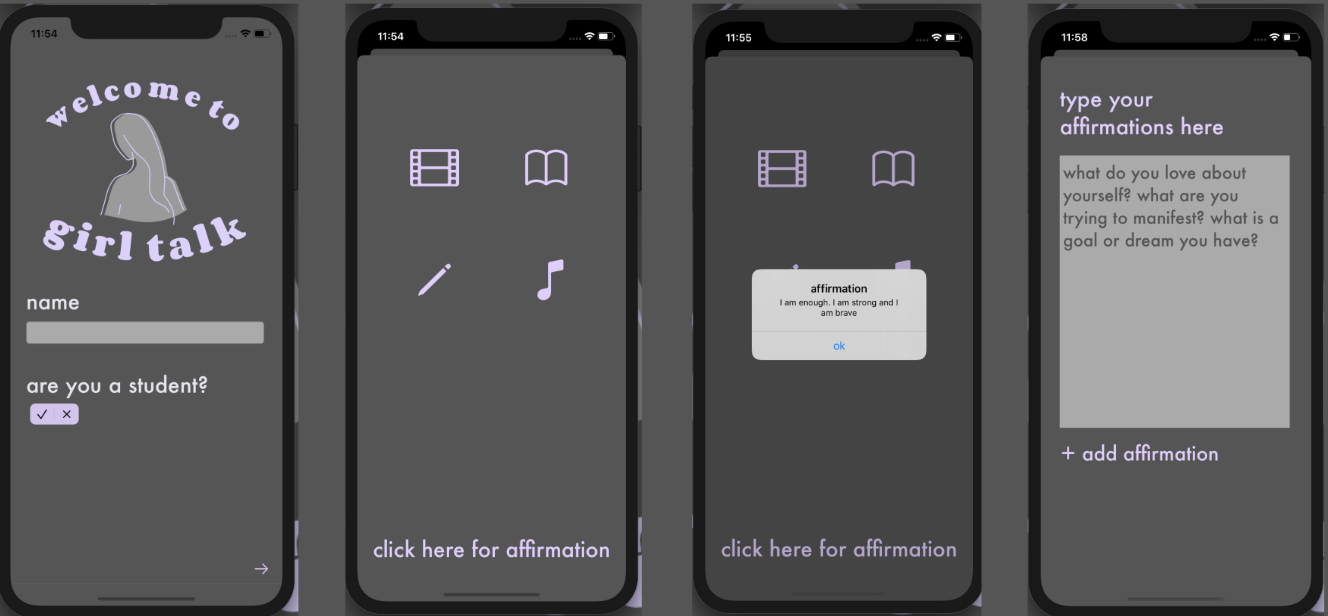 11:54
welcome to
girl talk
name
are you a student?
11:54
click here for affirmation
11:55
affirmation
I am enough. I am strong and I
am brave
ok
click here for affirmation
11:58
type your
affirmations here
what do you love about
yourself? what are you
trying to manifest? what is a
goal or dream you have?
+ add affirmation